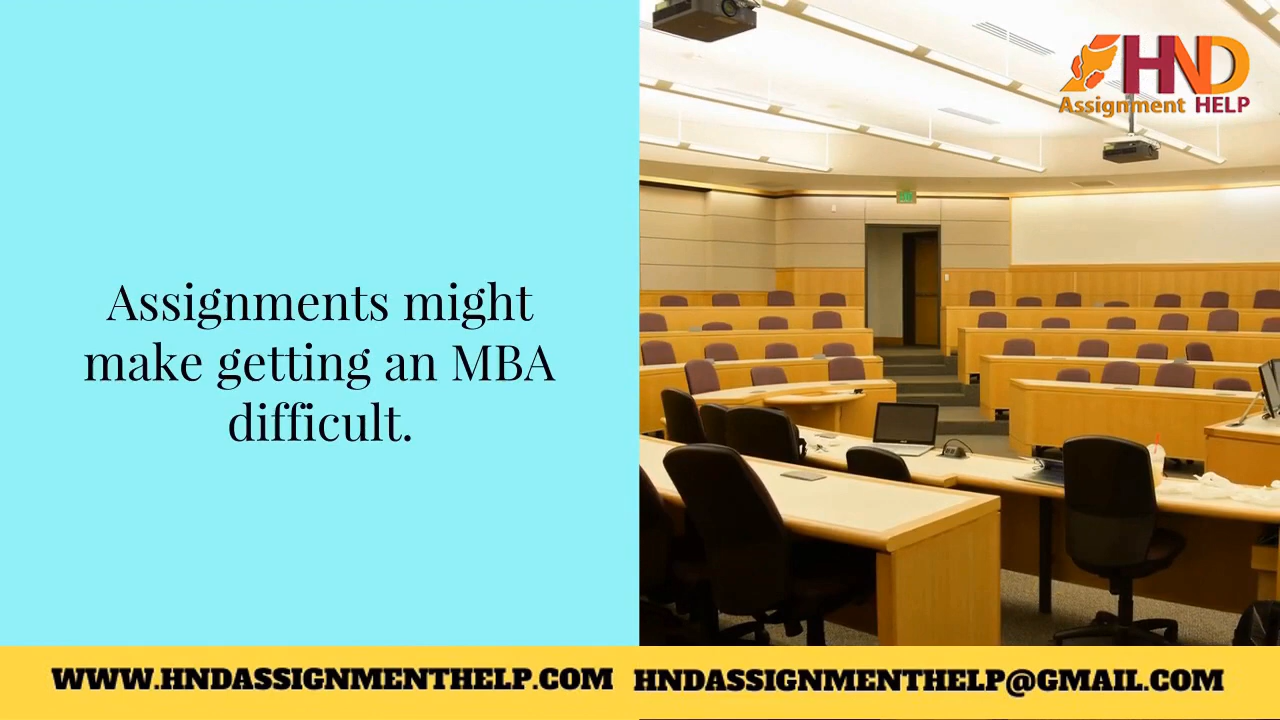 HND
Assignment HELP
Assignments might
make getting an MBA
difficult.
WWW.HNDASSIGNMENTHELP.COM HNDASSIGNMENTHELP@GMAIL.COM